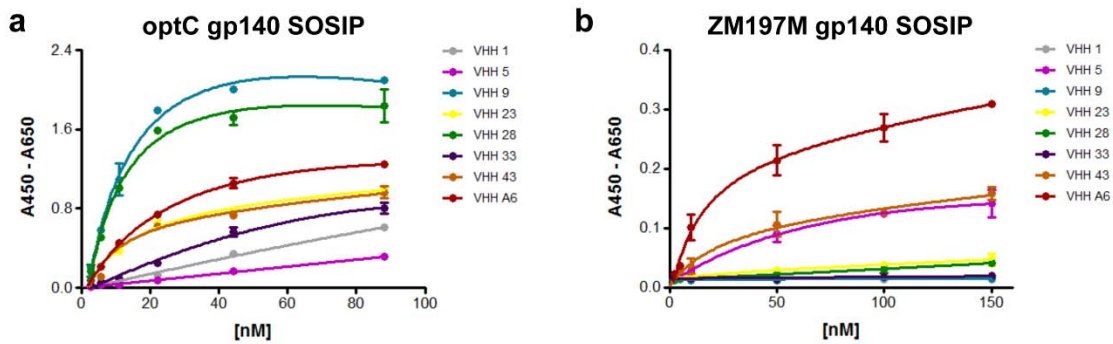 a
optC gp140 SOSIP
2.4
1.6
0.8
0.0
A450 - A650
0
20
40
60
80
100
[nM]
VHH 1
VHH 5
VHH 9
VHH 23
VHH 28
VHH 33
VHH 43
VHH A6
b
ZM197M gp140 SOSIP
0.4
0.3
0.2
0.1
0.0
A450 - A650
0
50
100
150
[nM]
VHH 1
VHH 5
VHH 9
VHH 23
VHH 28
VHH 33
VHH 43
VHH A6